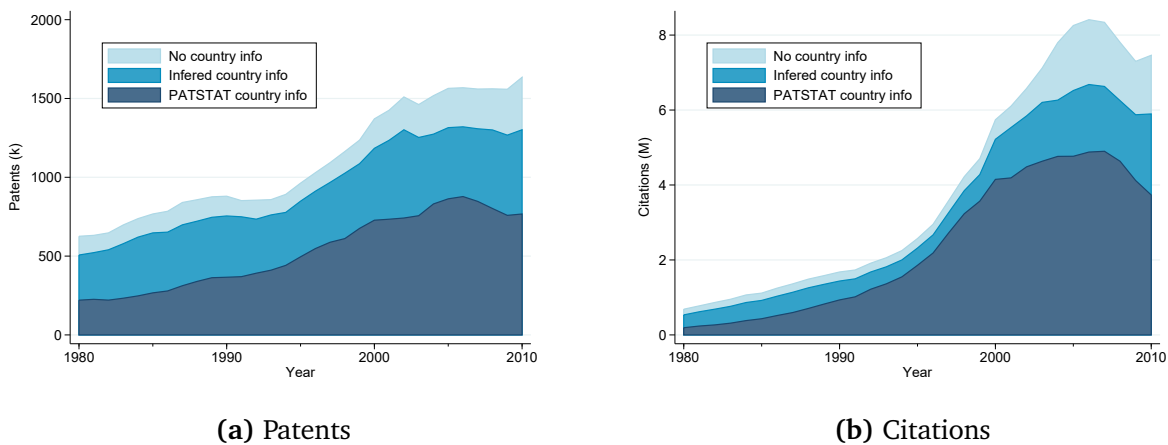 2000
1500
1000
500
0
Patents (k)
No country info
Infered country info
PATSTAT country info
1980
1990
2000
2010
Year
(a) Patents
8
6
4
2
0
Citations (M)
No country info
Infered country info
PATSTAT country info
1980
1990
2000
2010
Year
(b) Citations